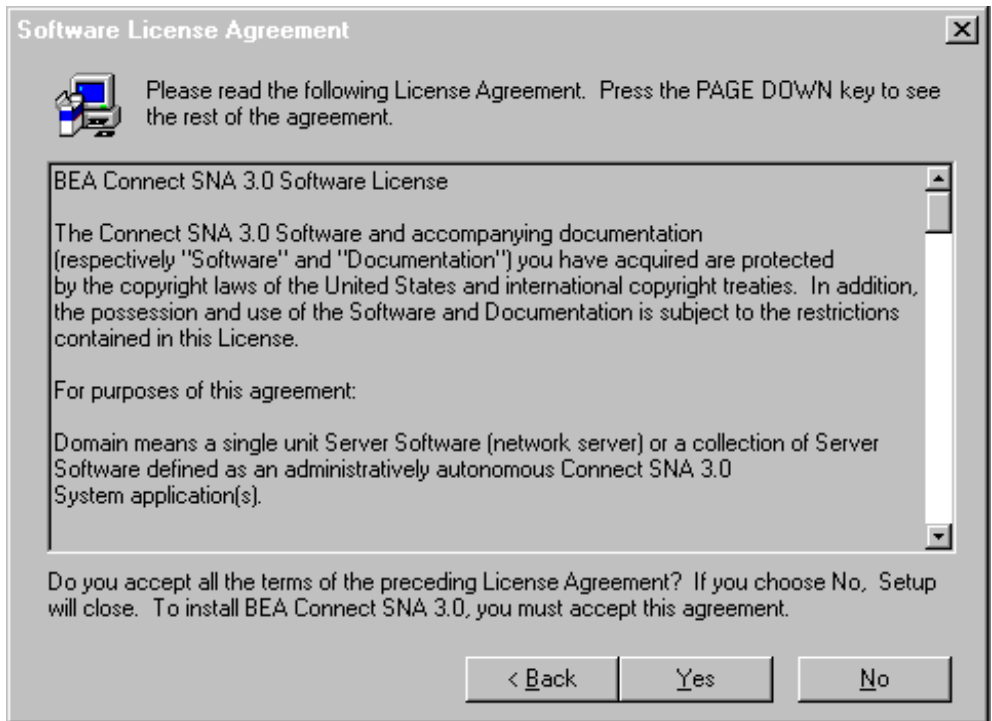 Software License Agreement
Please read the following License Agreement. Press the PAGE DOWN key to see
the rest of the agreement.
BEA Connect SNA 3.0 Software License
The Connect SNA 3.0 Software and accompanying documentation
(respectively "Software" and "Documentation") you have acquired are protected
by the copyright laws of the United States and international copyright treaties. In addition,
the possession and use of the Software and Documentation is subject to the restrictions
contained in this License.
For purposes of this agreement:
Domain means a single unit Server Software (network server) or a collection of Server
Software defined as an administratively autonomous Connect SNA 3.0
System application(s).
Do you accept all the terms of the preceding License Agreement? If you choose No, Setup
will close. To install BEA Connect SNA 3.0, you must accept this agreement.
< Back
Yes
No